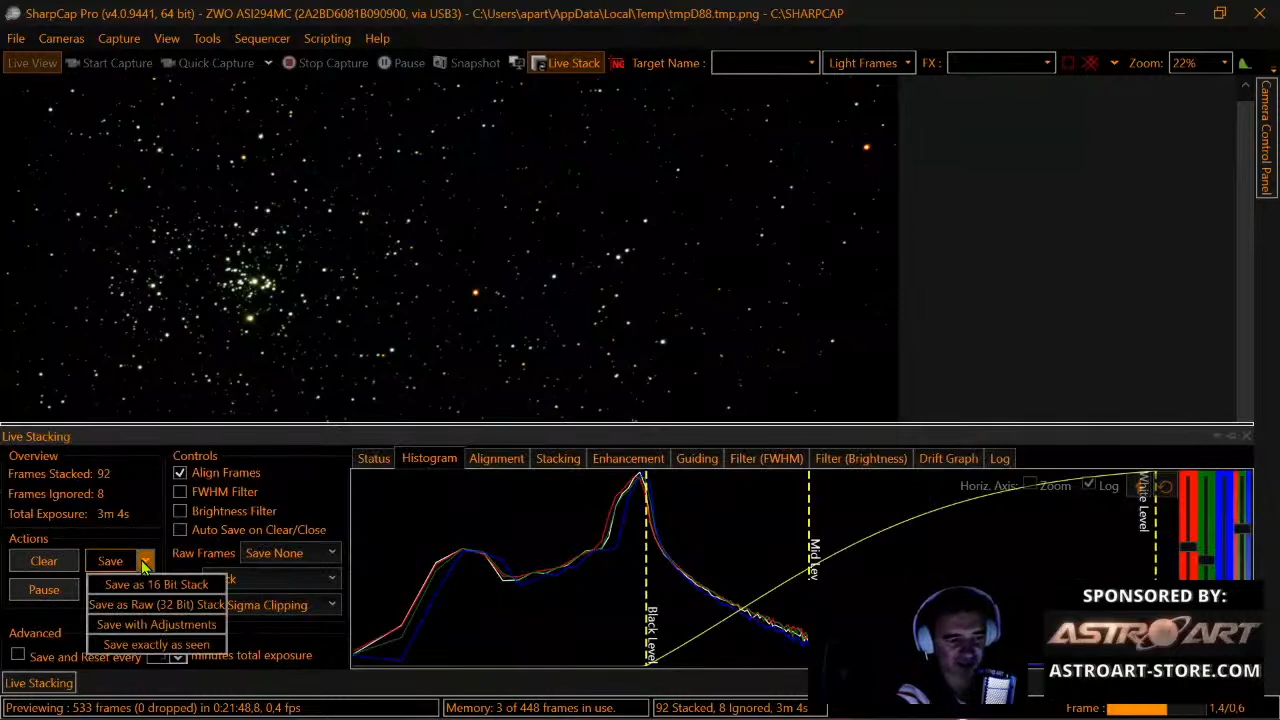 SharpCap Pro (v4.0.9441, 64 bit) - ZWO ASI294MC (2A2BD6081B090900, via USB3) - C:\Users\apart\AppData\Local\Temp\tmpD88.tmp.png - C:\SHARPCAP
File Cameras Capture View Tools Sequencer Scripting Help
Live View Start Capture Quick Capture Stop Capture Pause Snapshot Live Stack NC Target Name : Light Frames FX : Zoom: 22%
Camera Control Panel
Live Stacking
Overview
Frames Stacked: 92
Frames Ignored: 8
Total Exposure: 3m 4s
Actions
Clear Save
Pause
Save as 16 Bit Stack
Save as Raw (32 Bit) Stack
Save with Adjustments
Save exactly as seen
Advanced
Save and Reset every minutes total exposure
Controls
Align Frames
FWHM Filter
Brightness Filter
Auto Save on Clear/Close
Raw Frames Save None
Sigma Clipping
Status Histogram Alignment Stacking Enhancement Guiding Filter (FWHM) Filter (Brightness) Drift Graph Log
Horiz. Axis: Zoom Log
Black Level
Mid Lev
White Level
SPONSORED BY:
ASTROART
ASTROART-STORE.COM
Live Stacking
Previewing : 533 frames (0 dropped) in 0:21:48.8, 0.4 fps
Memory: 3 of 448 frames in use.
92 Stacked, 8 Ignored, 3m 4s
Frame : 1,4/0,6